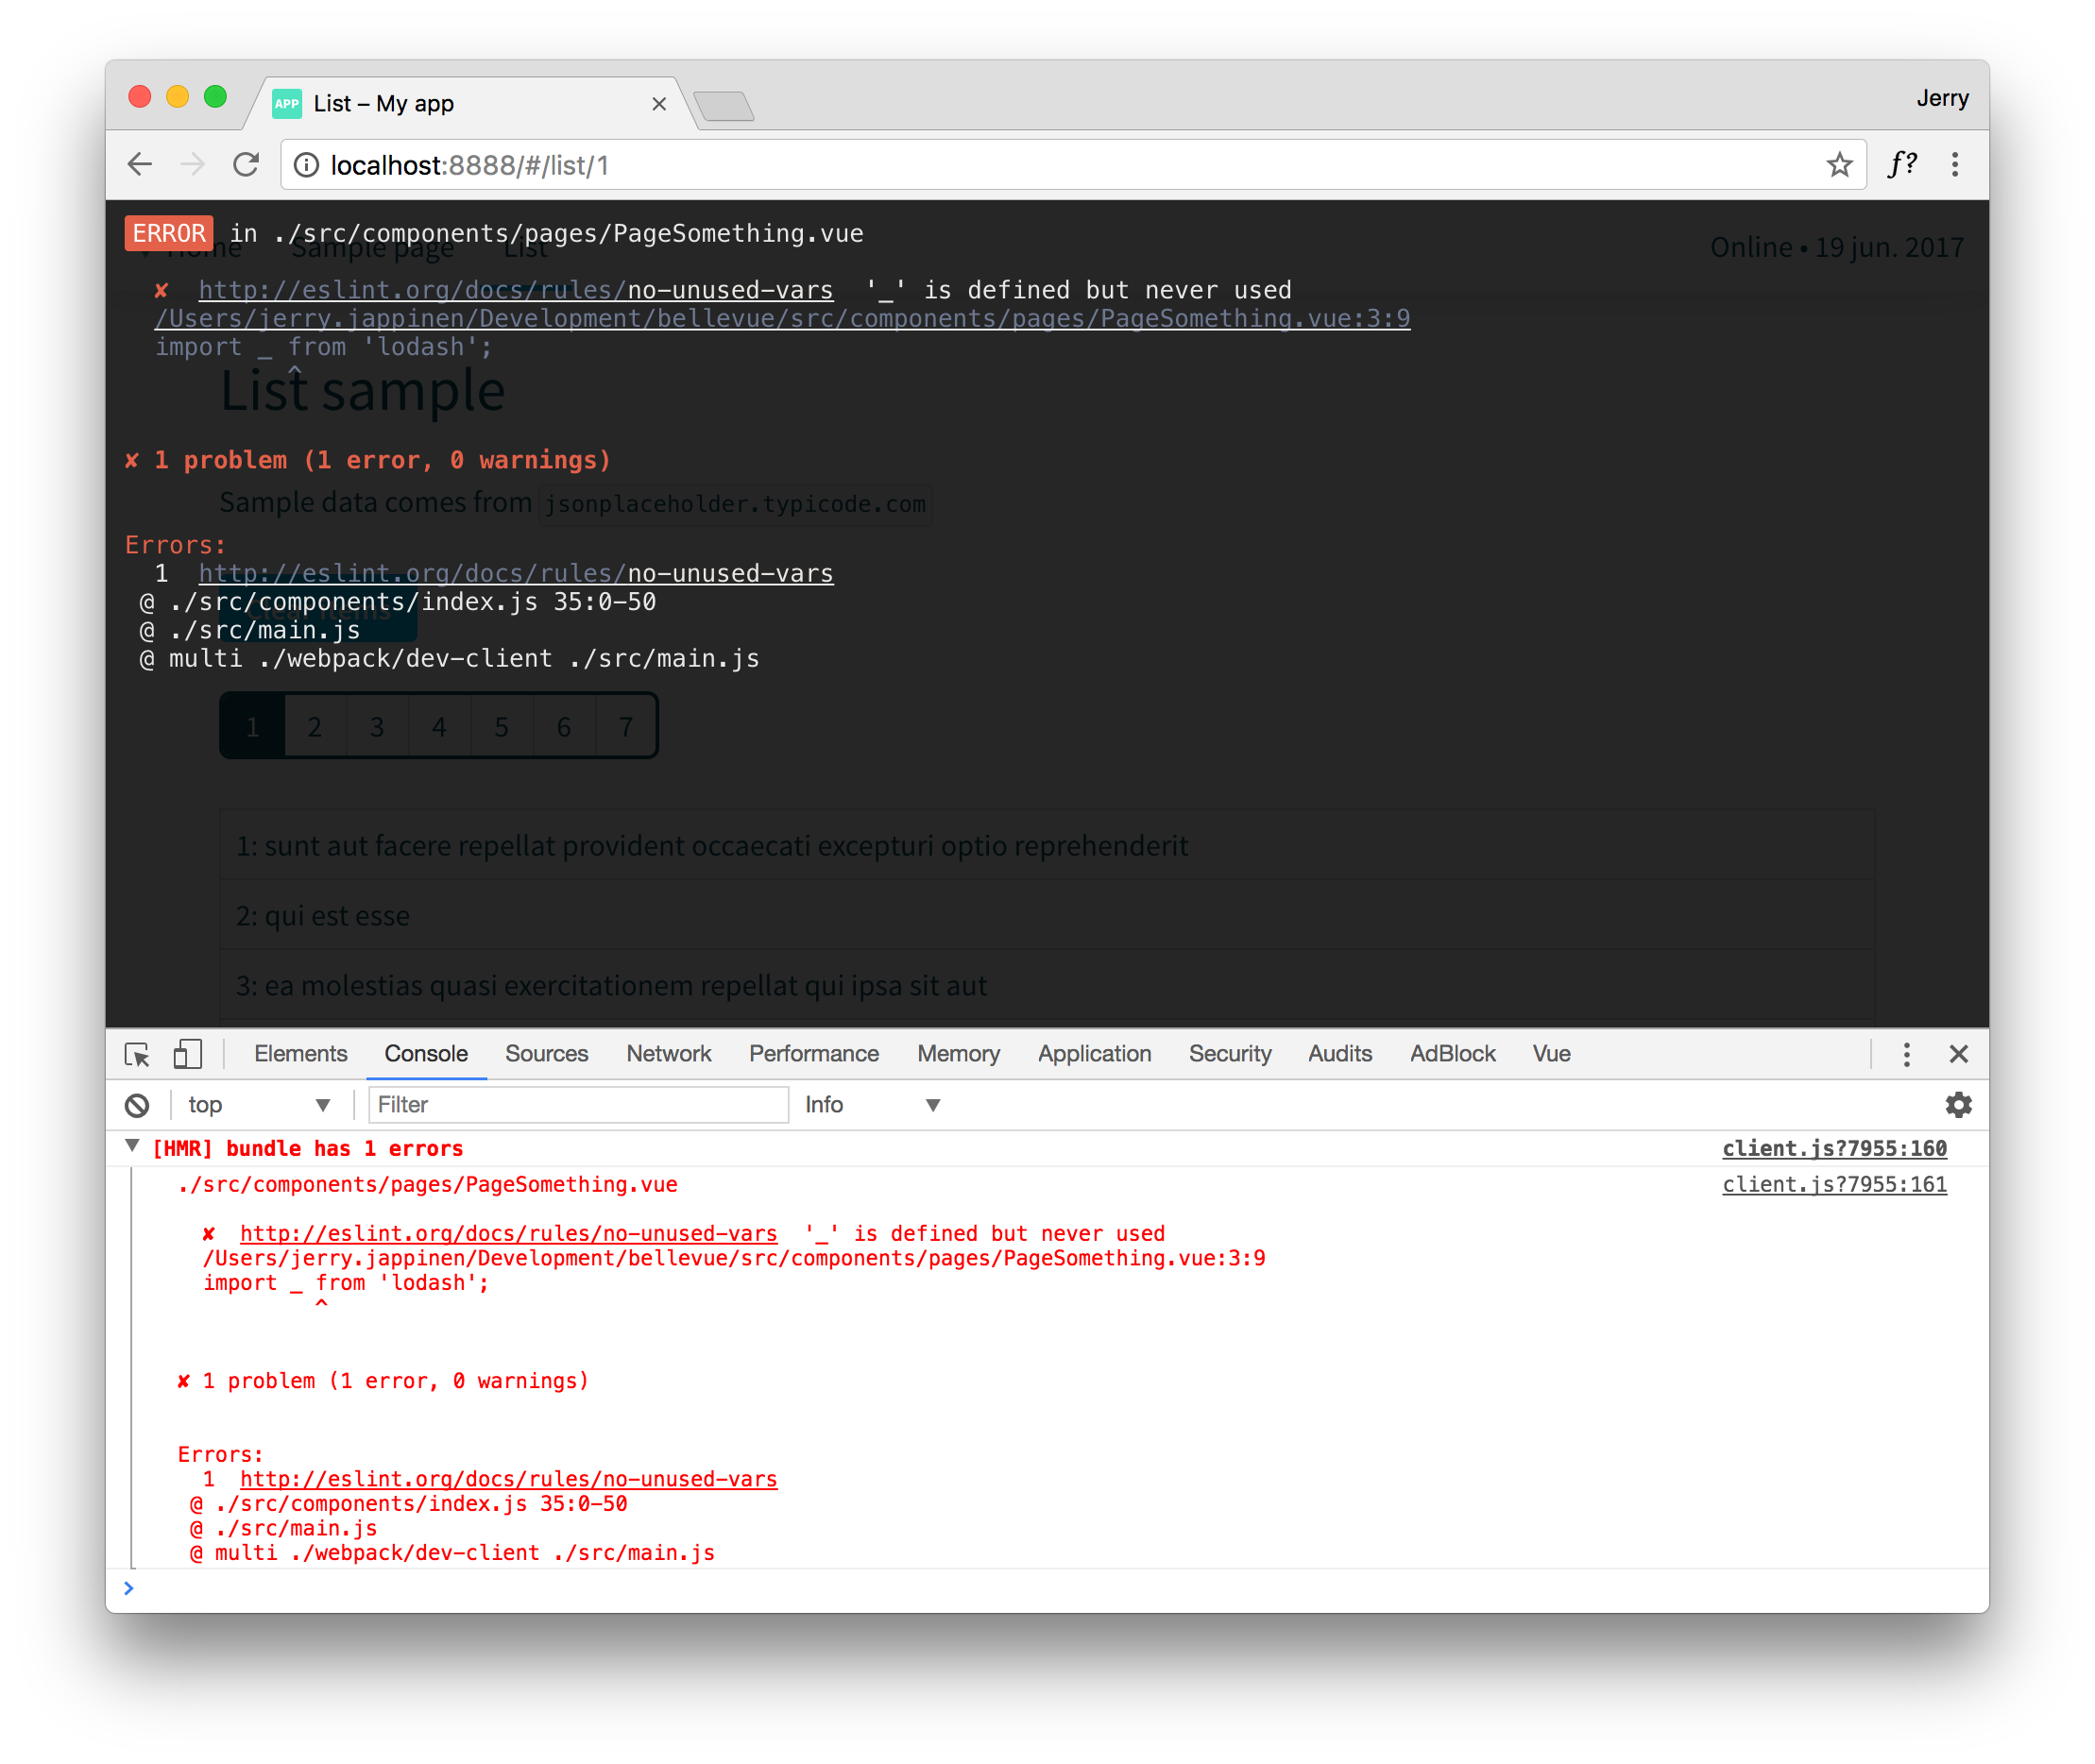 APP List – My app
Jerry
localhost:8888/#/list/1
f?
ERROR in ./src/components/pages/PageSomething.vue
Home Sample page List Online • 19 jun. 2017
✘ http://eslint.org/docs/rules/no-unused-vars '_' is defined but never used
/Users/jerry.jappinen/Development/bellevue/src/components/pages/PageSomething.vue:3:9
import _ from 'lodash';
^
List sample
✘ 1 problem (1 error, 0 warnings)
Sample data comes from jsonplaceholder.typicode.com
Errors:
1 http://eslint.org/docs/rules/no-unused-vars
@ ./src/components/index.js 35:0-50
Clear items
@ ./src/main.js
@ multi ./webpack/dev-client ./src/main.js
1 2 3 4 5 6 7
1: sunt aut facere repellat provident occaecati excepturi optio reprehenderit
2: qui est esse
3: ea molestias quasi exercitationem repellat qui ipsa sit aut
Elements Console Sources Network Performance Memory Application Security Audits AdBlock Vue
top Filter Info
[HMR] bundle has 1 errors client.js?7955:160
./src/components/pages/PageSomething.vue client.js?7955:161
✘ http://eslint.org/docs/rules/no-unused-vars '_' is defined but never used
/Users/jerry.jappinen/Development/bellevue/src/components/pages/PageSomething.vue:3:9
import _ from 'lodash';
^
✘ 1 problem (1 error, 0 warnings)
Errors:
1 http://eslint.org/docs/rules/no-unused-vars
@ ./src/components/index.js 35:0-50
@ ./src/main.js
@ multi ./webpack/dev-client ./src/main.js